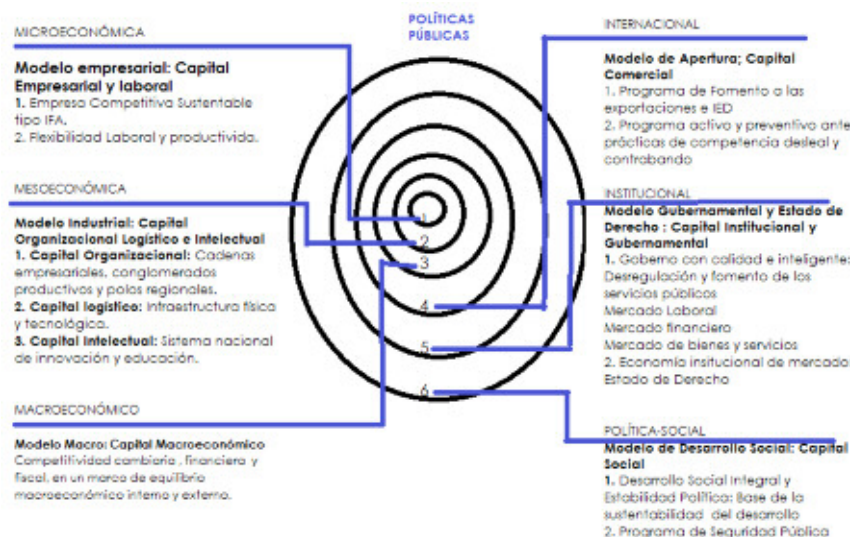 POLÍTICAS
PÚBLICAS
MICROECONÓMICA
Modelo empresarial: Capital
Empresarial y laboral
1. Empresa Competitiva Sustentable
tipo IFA.
2. Flexibilidad Laboral y productivida.
MESOECONÓMICA
Modelo Industrial: Capital
Organizacional Logístico e Intelectual
1. Capital Organizacional: Cadenas
empresariales, conglomerados
productivos y polos regionales.
2. Capital logístico: Infraestructura física
y tecnológica.
3. Capital Intelectual: Sistema nacional
de innovación y educación.
MACROECONÓMICO
Modelo Macro: Capital Macroeconómico
Competitividad cambiaria , financiera y
fiscal, en un marco de equilibrio
macroeconómico interno y externo.
1
2
3
4
5
6
INTERNACIONAL
Modelo de Apertura; Capital
Comercial
1. Programa de Fomento a las
exportaciones e IED
2. Programa activo y preventivo ante
prácticas de competencia desleal y
contrabando
INSTITUCIONAL
Modelo Gubernamental y Estado de
Derecho : Capital Institucional y
Gubernamental
1. Gobierno con calidad e inteligente:
Desregulación y fomento de los
servicios públicos
Mercado Laboral
Mercado financiero
Mercado de bienes y servicios
2. Economía insitucional de mercado
Estado de Derecho
POLÍTICA-SOCIAL
Modelo de Desarrollo Social: Capital
Social
1. Desarrollo Social Integral y
Estabilidad Política: Base de la
sustentabilidad del desarrollo
2. Programa de Seguridad Pública